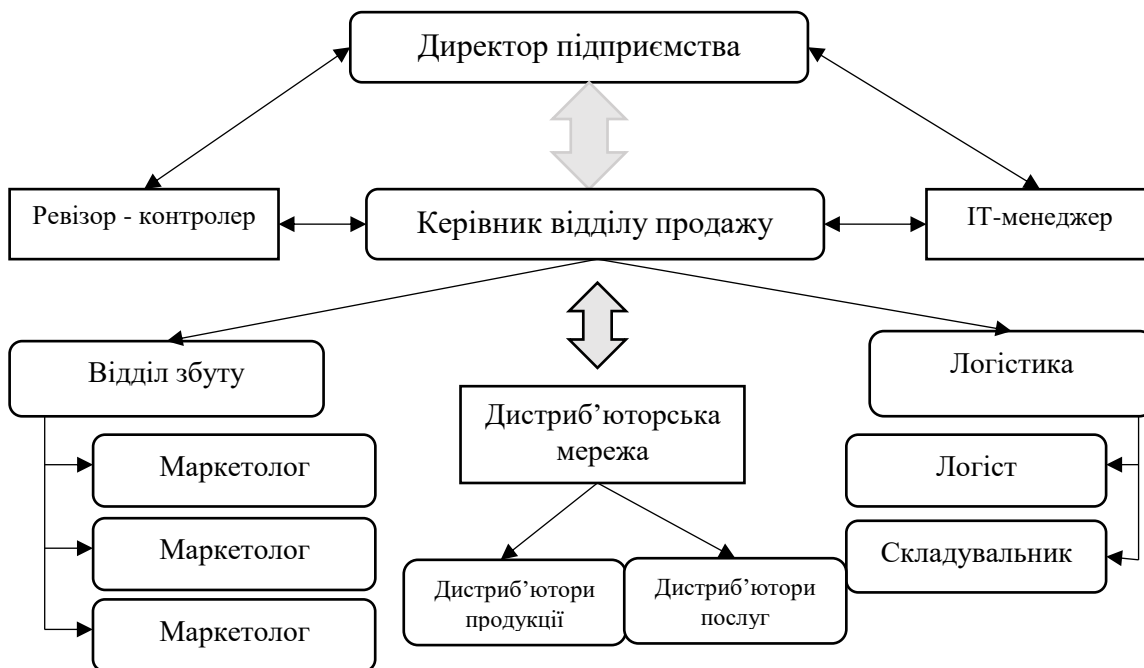 Директор підприємства
Ревізор - контролер
Керівник відділу продажу
ІТ-менеджер
Відділ збуту
Логістика
Дистриб’юторська
мережа
Маркетолог
Логіст
Маркетолог
Складувальник
Дистриб’ютори
продукції
Дистриб’ютори
послуг
Маркетолог